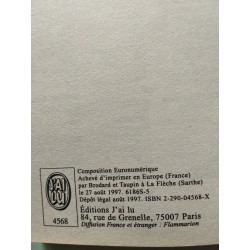 Composition Euronumérique
Achevé d'imprimer en Europe (France)
par Brodard et Taupin à La Flèche (Sarthe)
le 27 août 1997. 6186S-5
Dépôt légal août 1997. ISBN 2-290-04568-X
Éditions J'ai lu
84, rue de Grenelle, 75007 Paris
Diffusion France et étranger : Flammarion
J'AI
LU
4568